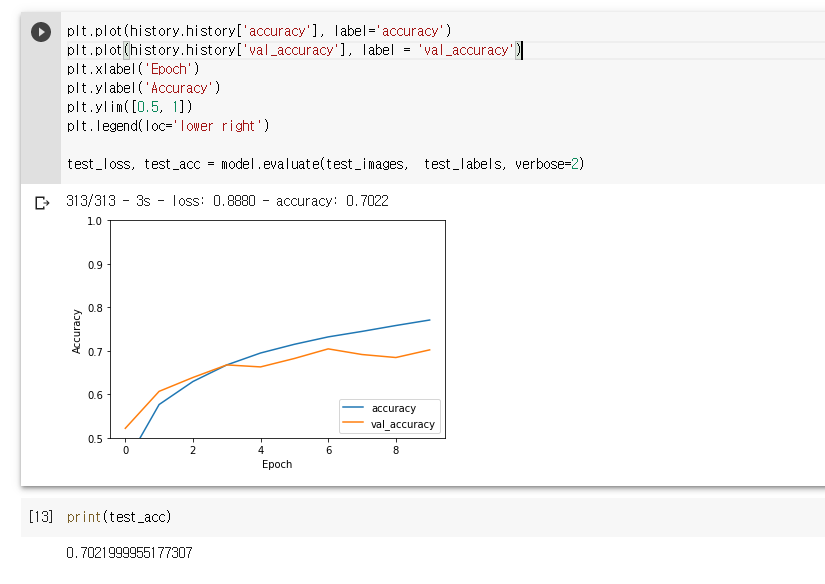 plt.plot(history.history['accuracy'], label='accuracy')
plt.plot(history.history['val_accuracy'], label = 'val_accuracy')
plt.xlabel('Epoch')
plt.ylabel('Accuracy')
plt.ylim([0.5, 1])
plt.legend(loc='lower right')
test_loss, test_acc = model.evaluate(test_images,  test_labels, verbose=2)
313/313 - 3s - loss: 0.8880 - accuracy: 0.7022
1.0
0.9
0.8
0.7
0.6
0.5
Accuracy
accuracy
val_accuracy
0 2 4 6 8
Epoch
[13] print(test_acc)
0.7021999955177307